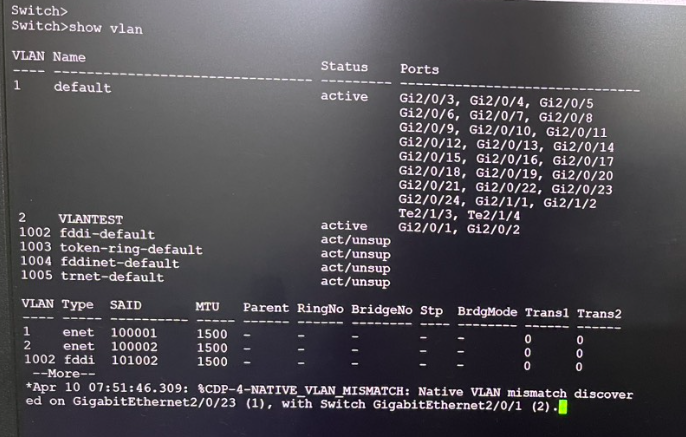 Switch>
Switch>show vlan
VLAN Name                             Status    Ports
---- -------------------------------- --------- -------------------------------
1    default                          active    Gi2/0/3, Gi2/0/4, Gi2/0/5
                                                Gi2/0/6, Gi2/0/7, Gi2/0/8
                                                Gi2/0/9, Gi2/0/10, Gi2/0/11
                                                Gi2/0/12, Gi2/0/13, Gi2/0/14
                                                Gi2/0/15, Gi2/0/16, Gi2/0/17
                                                Gi2/0/18, Gi2/0/19, Gi2/0/20
                                                Gi2/0/21, Gi2/0/22, Gi2/0/23
                                                Gi2/0/24, Gi2/1/1, Gi2/1/2
                                                Te2/1/3, Te2/1/4
2    VLANTEST                         active    Gi2/0/1, Gi2/0/2
1002 fddi-default                     act/unsup
1003 token-ring-default               act/unsup
1004 fddinet-default                  act/unsup
1005 trnet-default                    act/unsup
VLAN Type  SAID       MTU   Parent RingNo BridgeNo Stp  BrdgMode Trans1 Trans2
---- ----- ---------- ----- ------ ------ -------- ---- -------- ------ ------
1    enet  100001     1500  -      -      -        -    -        0      0
2    enet  100002     1500  -      -      -        -    -        0      0
1002 fddi  101002     1500  -      -      -        -    -        0      0
 --More--
*Apr 10 07:51:46.309: %CDP-4-NATIVE_VLAN_MISMATCH: Native VLAN mismatch discover
ed on GigabitEthernet2/0/23 (1), with Switch GigabitEthernet2/0/1 (2).